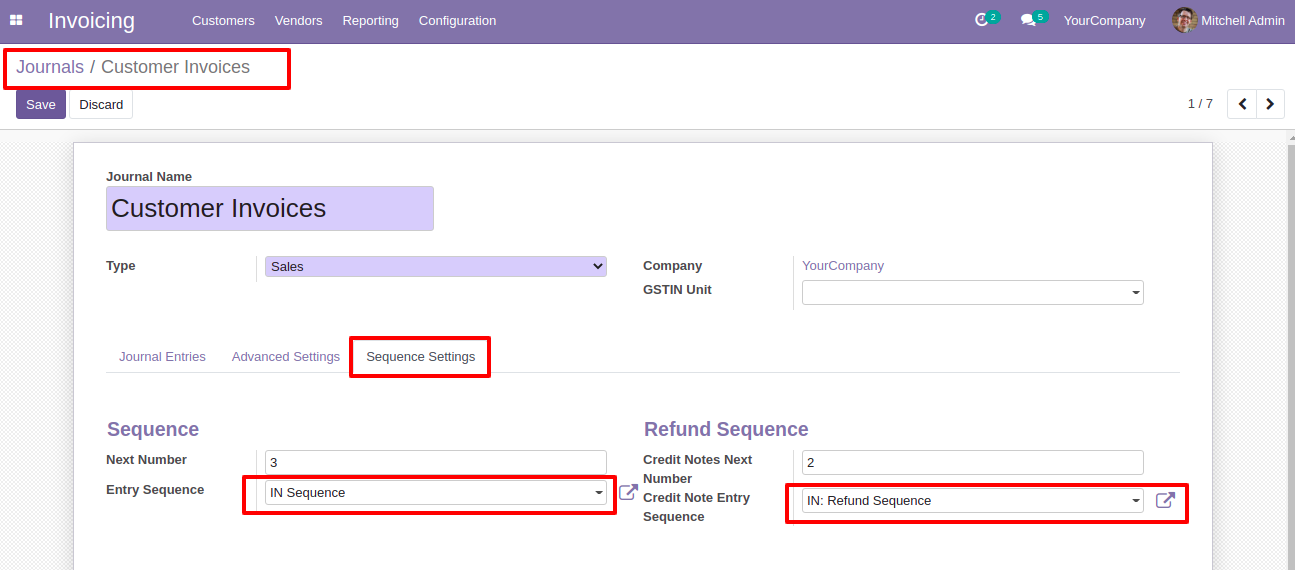 Invoicing Customers Vendors Reporting Configuration 2 5 YourCompany Mitchell Admin
Journals / Customer Invoices
Save Discard 1 / 7
Journal Name
Customer Invoices
Type Sales Company YourCompany
GSTIN Unit
Journal Entries Advanced Settings Sequence Settings
Sequence Refund Sequence
Next Number 3 Credit Notes Next 2
Number
Entry Sequence IN Sequence Credit Note Entry IN: Refund Sequence
Sequence